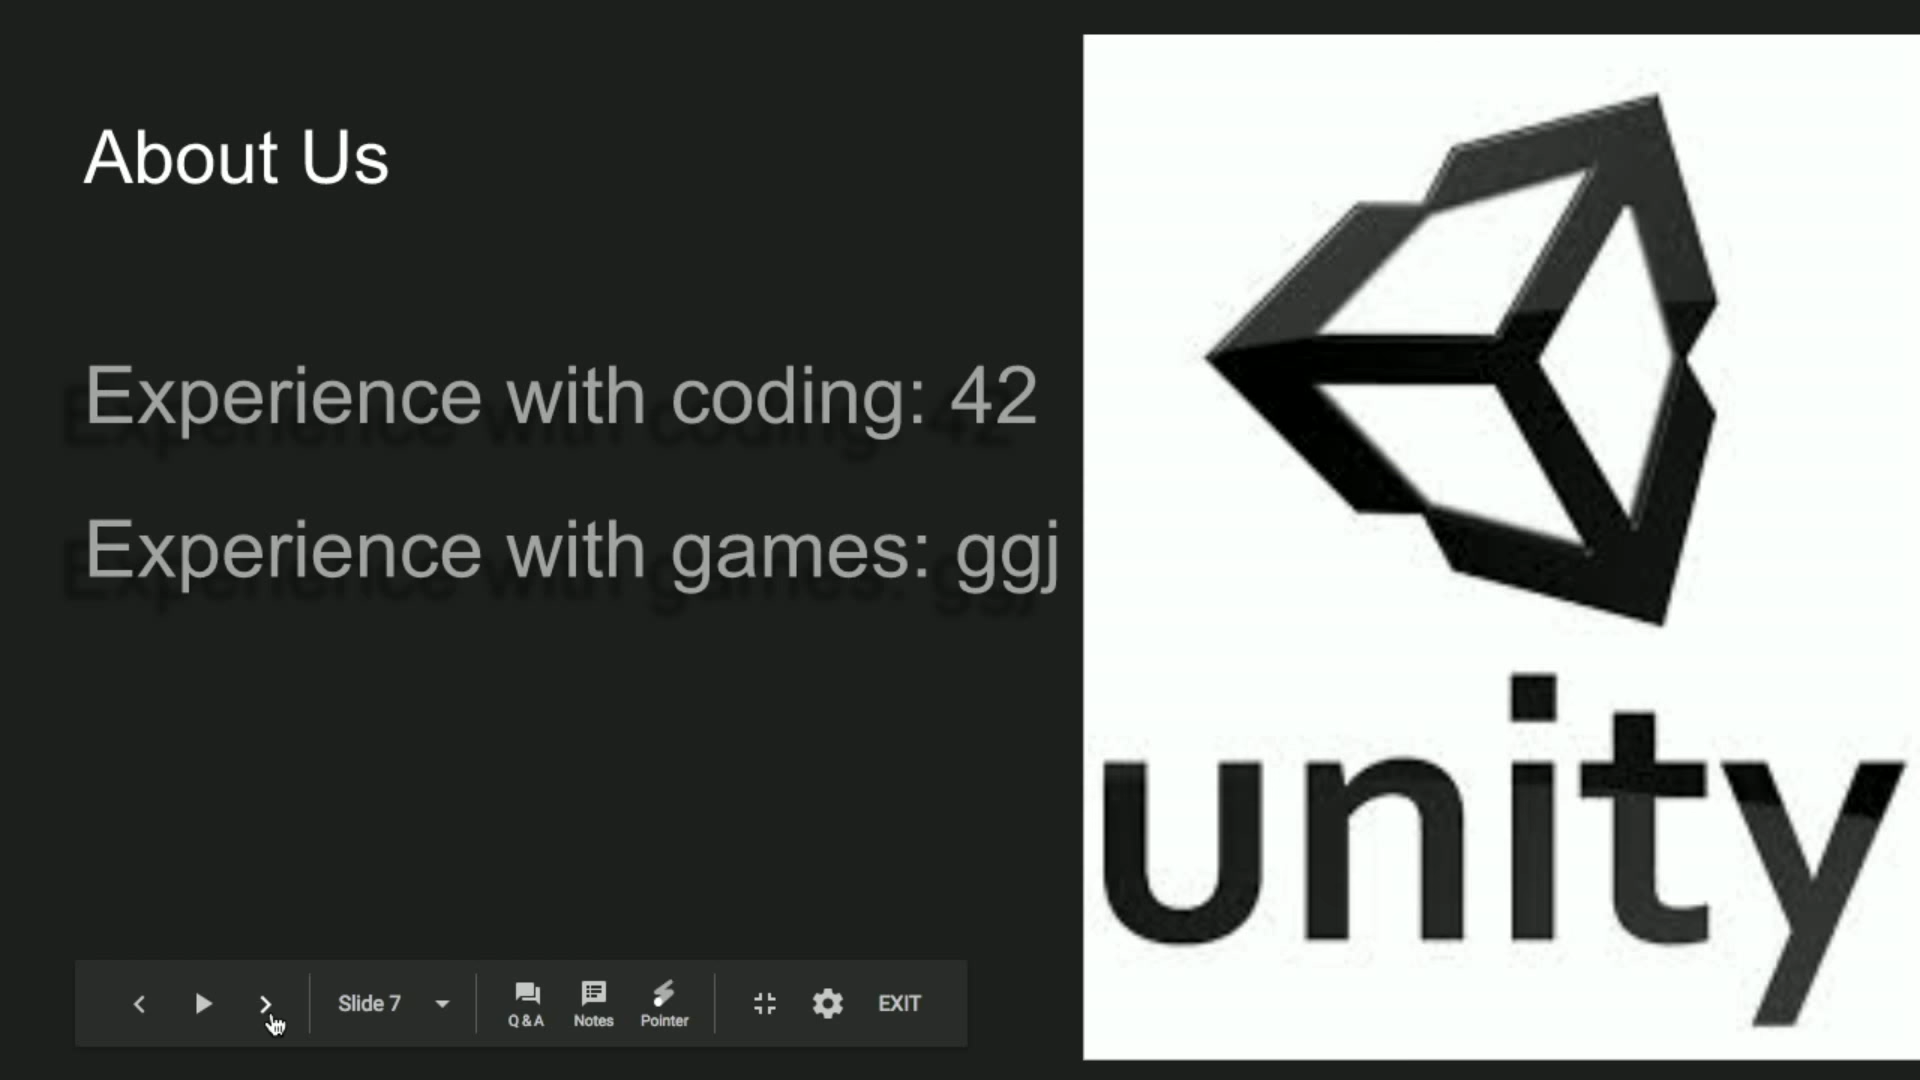 About Us
Experience with coding: 42
Experience with games: ggj
unity
Slide 7
Q & A
Notes
Pointer
EXIT